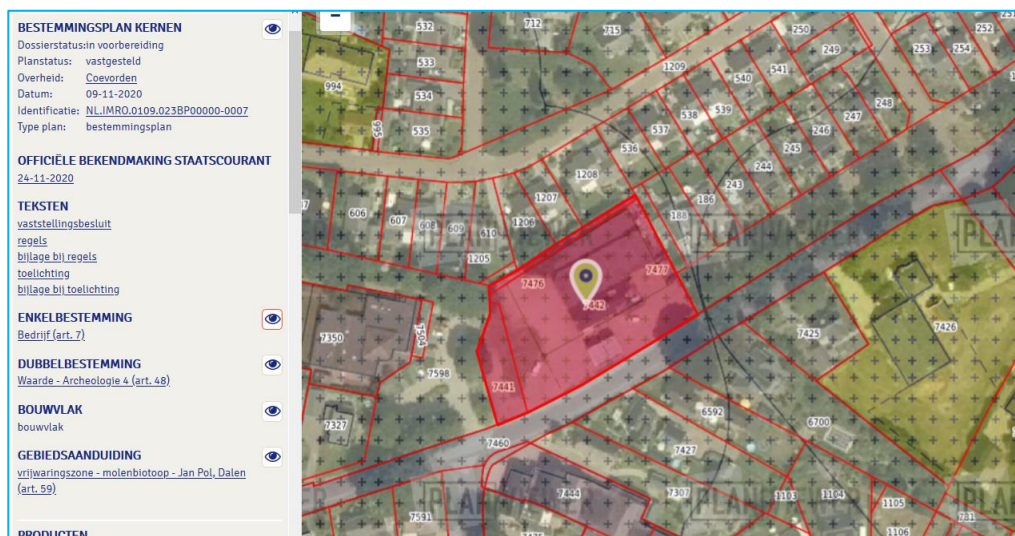 BESTEMMINGSPLAN KERNEN
Dossierstatus:in voorbereiding
Planstatus: vastgesteld
Overheid: Coevorden
Datum: 09-11-2020
Identificatie: NL.IMRO.0109.023BP00000-0007
Type plan: bestemmingsplan
OFFICIËLE BEKENDMAKING STAATSCOURANT
24-11-2020
TEKSTEN
vaststellingsbesluit
regels
bijlage bij regels
toelichting
bijlage bij toelichting
ENKELBESTEMMING
Bedrijf (art. 7)
DUBBELBESTEMMING
Waarde - Archeologie 4 (art. 48)
BOUWVLAK
bouwvlak
GEBIEDSAANDUIDING
vrijwaringszone - molenbiotoop - Jan Pol, Dalen
(art. 59)
PRODUCTEN
532
712
715
250
252
249
253
254
533
1209
541
540
994
534
248
539
538
247
995
535
537
246
536
245
244
1208
243
1207
186
606
607
608
609
610
1206
188
1205
7476
7477
7442
7350
7504
7425
7426
7598
7441
6592
6700
7327
7460
7427
7444
7307
1103
1104
1105
7591
731
1106